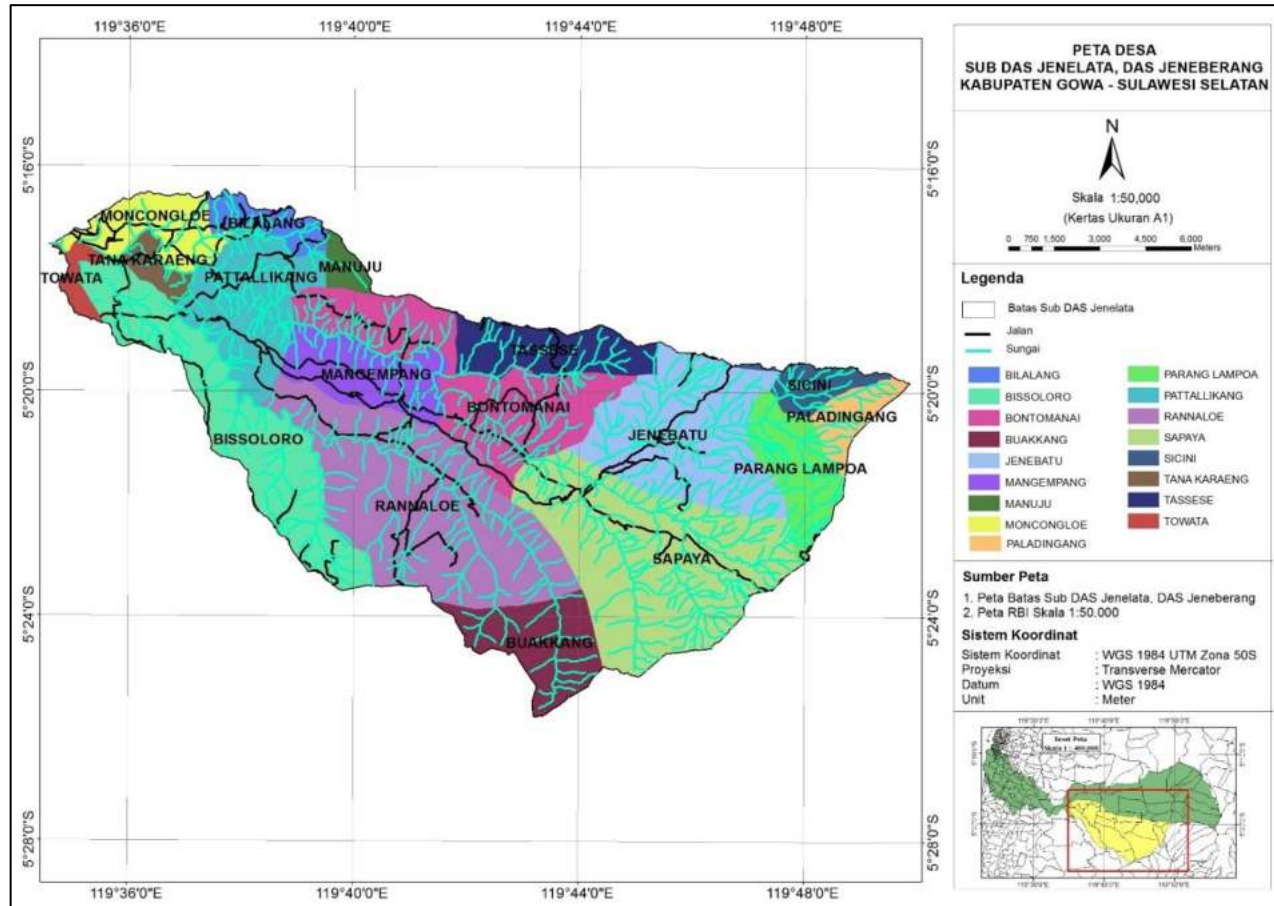 119°36'0"E 119°40'0"E 119°44'0"E 119°48'0"E
5°16'0"S 5°16'0"S
5°20'0"S 5°20'0"S
5°24'0"S 5°24'0"S
5°28'0"S 5°28'0"S
MONCONGLOE
BILALANG
TANA KARAENG
TOWATA
PATTALLIKANG
MANUJU
TASSESE
MANGEMPANG
SICINI
BONTOMANAI
PALADINGANG
BISSOLORO
JENEBATU
PARANG LAMPOA
RANNALOE
SAPAYA
BUAKKANG
119°36'0"E 119°40'0"E 119°44'0"E 119°48'0"E
PETA DESA
SUB DAS JENELATA, DAS JENEBERANG
KABUPATEN GOWA - SULAWESI SELATAN
N
Skala 1:50,000
(Kertas Ukuran A1)
0 750 1,500 3,000 4,500 6,000
Meters
Legenda
Batas Sub DAS Jenelata
Jalan
Sungai
BILALANG
BISSOLORO
BONTOMANAI
BUAKKANG
JENEBATU
MANGEMPANG
MANUJU
MONCONGLOE
PALADINGANG
PARANG LAMPOA
PATTALLIKANG
RANNALOE
SAPAYA
SICINI
TANA KARAENG
TASSESE
TOWATA
Sumber Peta
1. Peta Batas Sub DAS Jenelata, DAS Jeneberang
2. Peta RBI Skala 1:50.000
Sistem Koordinat
Sistem Koordinat : WGS 1984 UTM Zona 50S
Proyeksi : Transverse Mercator
Datum : WGS 1984
Unit : Meter
Inset Peta